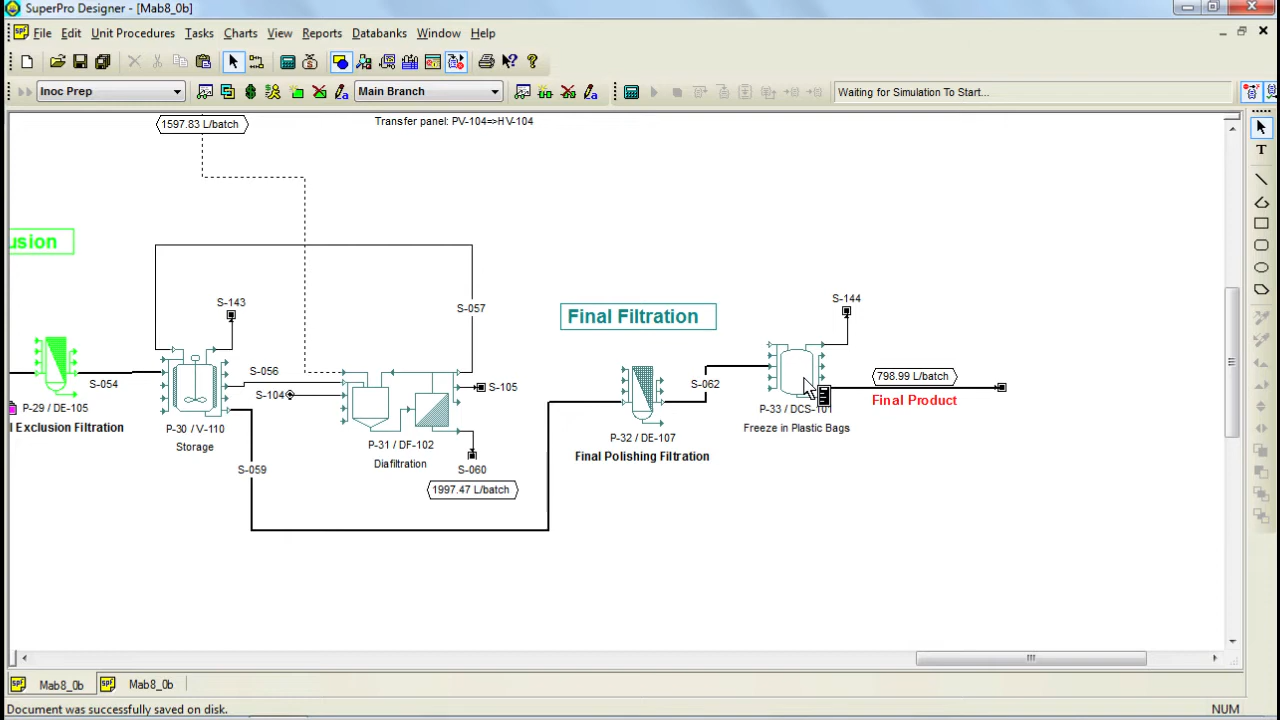 SuperPro Designer - [Mab8_0b]
File Edit Unit Procedures Tasks Charts View Reports Databanks Window Help
Inoc Prep
Main Branch
Waiting for Simulation To Start...
1597.83 L/batch
Transfer panel: PV-104=>HV-104
usion
S-143
S-057
Final Filtration
S-144
S-056
S-104
S-105
S-054
S-062
798.99 L/batch
Final Product
P-29 / DE-105
l Exclusion Filtration
P-30 / V-110
Storage
P-31 / DF-102
Diafiltration
P-32 / DE-107
Final Polishing Filtration
P-33 / DCS-101
Freeze in Plastic Bags
S-059
S-060
1997.47 L/batch
Mab8_0b
Mab8_0b
Document was successfully saved on disk.
NUM